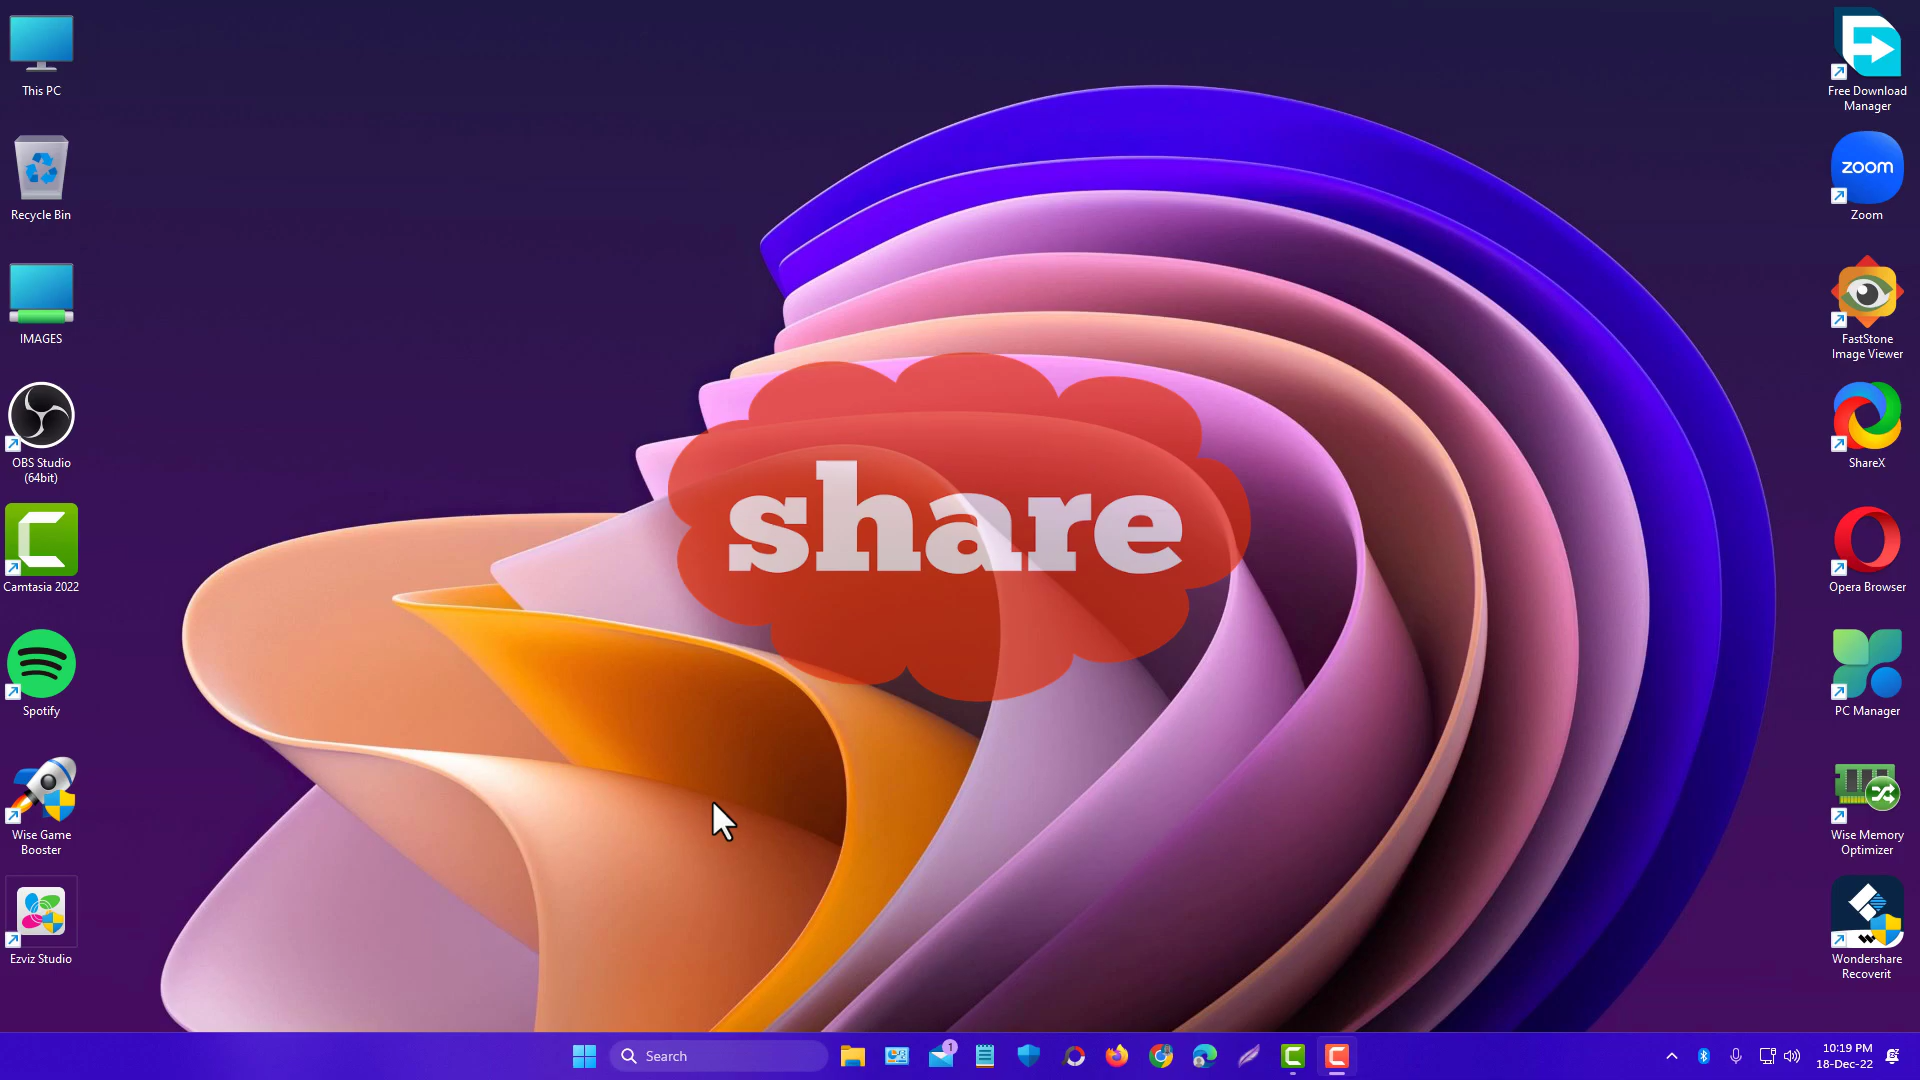 This PC
Recycle Bin
IMAGES
OBS Studio
(64bit)
Camtasia 2022
Spotify
Wise Game
Booster
Ezviz Studio
share
Free Download
Manager
zoom
Zoom
FastStone
Image Viewer
ShareX
Opera Browser
PC Manager
Wise Memory
Optimizer
Wondershare
Recoverit
Search
1
10:19 PM
18-Dec-22